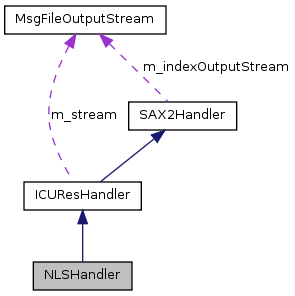 MsgFileOutputStream
m_indexOutputStream
m_stream
SAX2Handler
ICUResHandler
NLSHandler